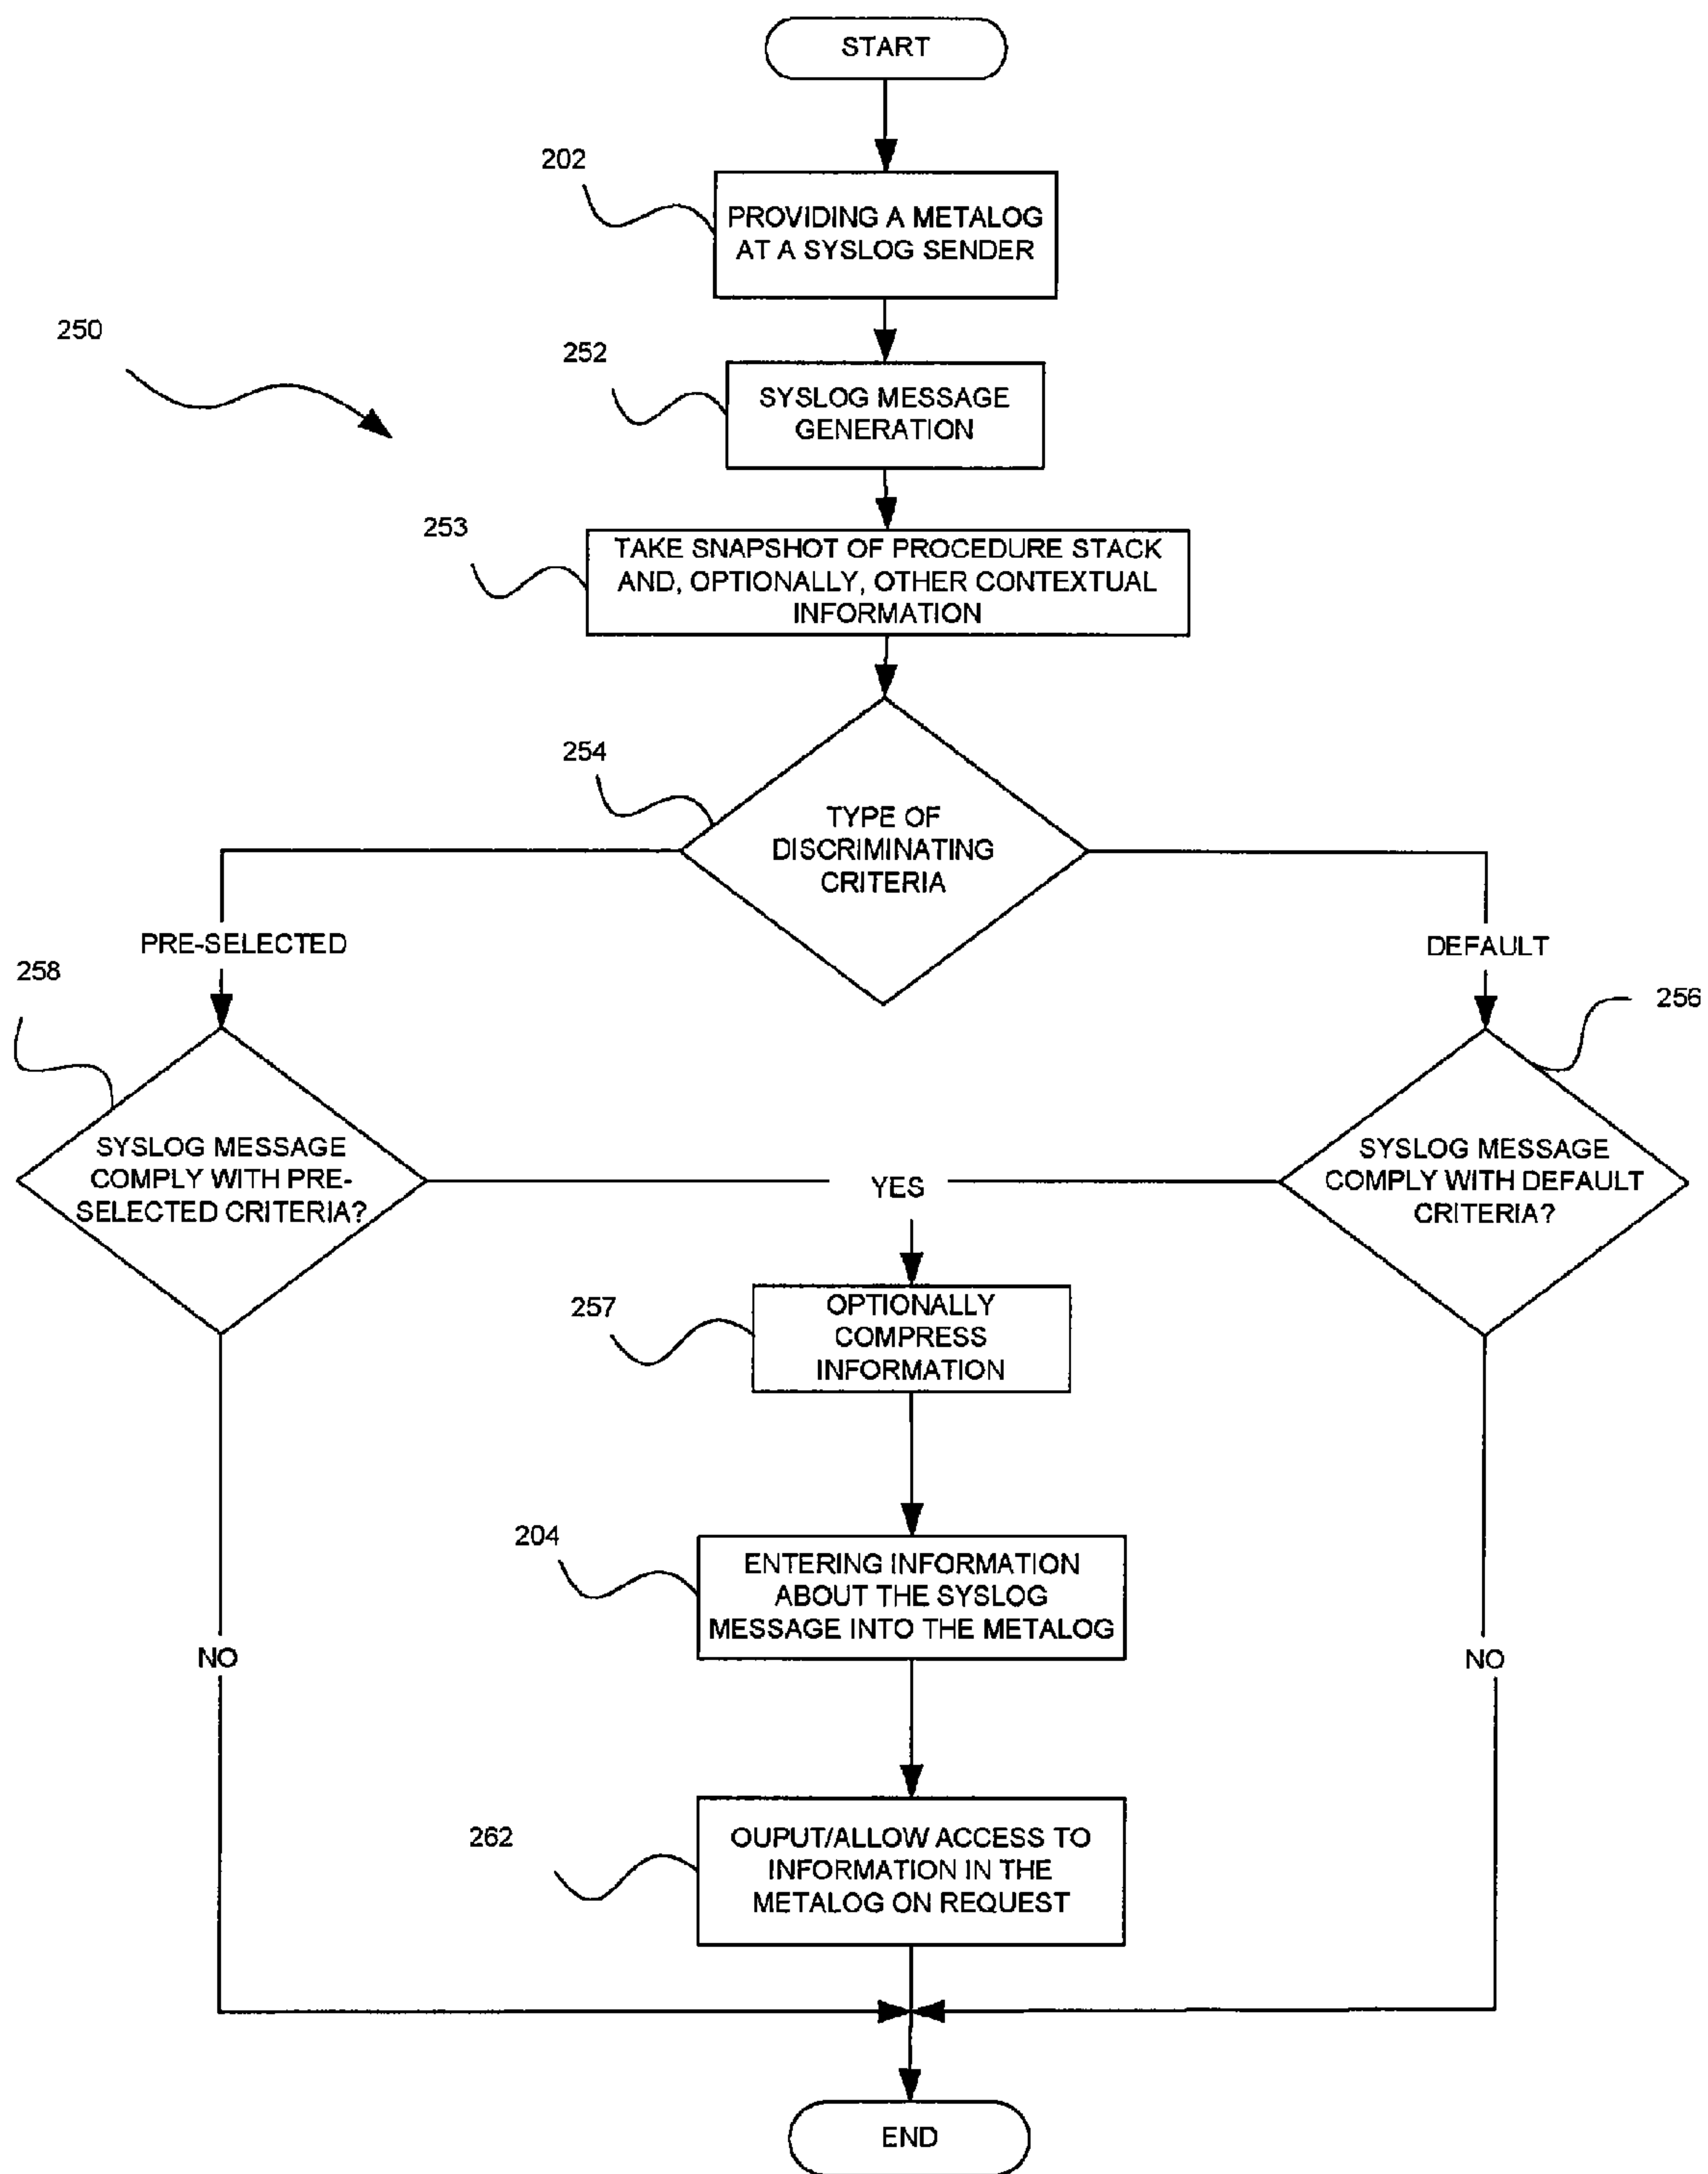 START
202
PROVIDING A METALOG
AT A SYSLOG SENDER
250
252
SYSLOG MESSAGE
GENERATION
253
TAKE SNAPSHOT OF PROCEDURE STACK
AND, OPTIONALLY, OTHER CONTEXTUAL
INFORMATION
254
TYPE OF
DISCRIMINATING
CRITERIA
PRE-SELECTED
DEFAULT
258
256
SYSLOG MESSAGE
COMPLY WITH PRE-
SELECTED CRITERIA?
YES
SYSLOG MESSAGE
COMPLY WITH DEFAULT
CRITERIA?
257
OPTIONALLY
COMPRESS
INFORMATION
204
ENTERING INFORMATION
ABOUT THE SYSLOG
MESSAGE INTO THE METALOG
NO
NO
262
OUPUT/ALLOW ACCESS TO
INFORMATION IN THE
METALOG ON REQUEST
END